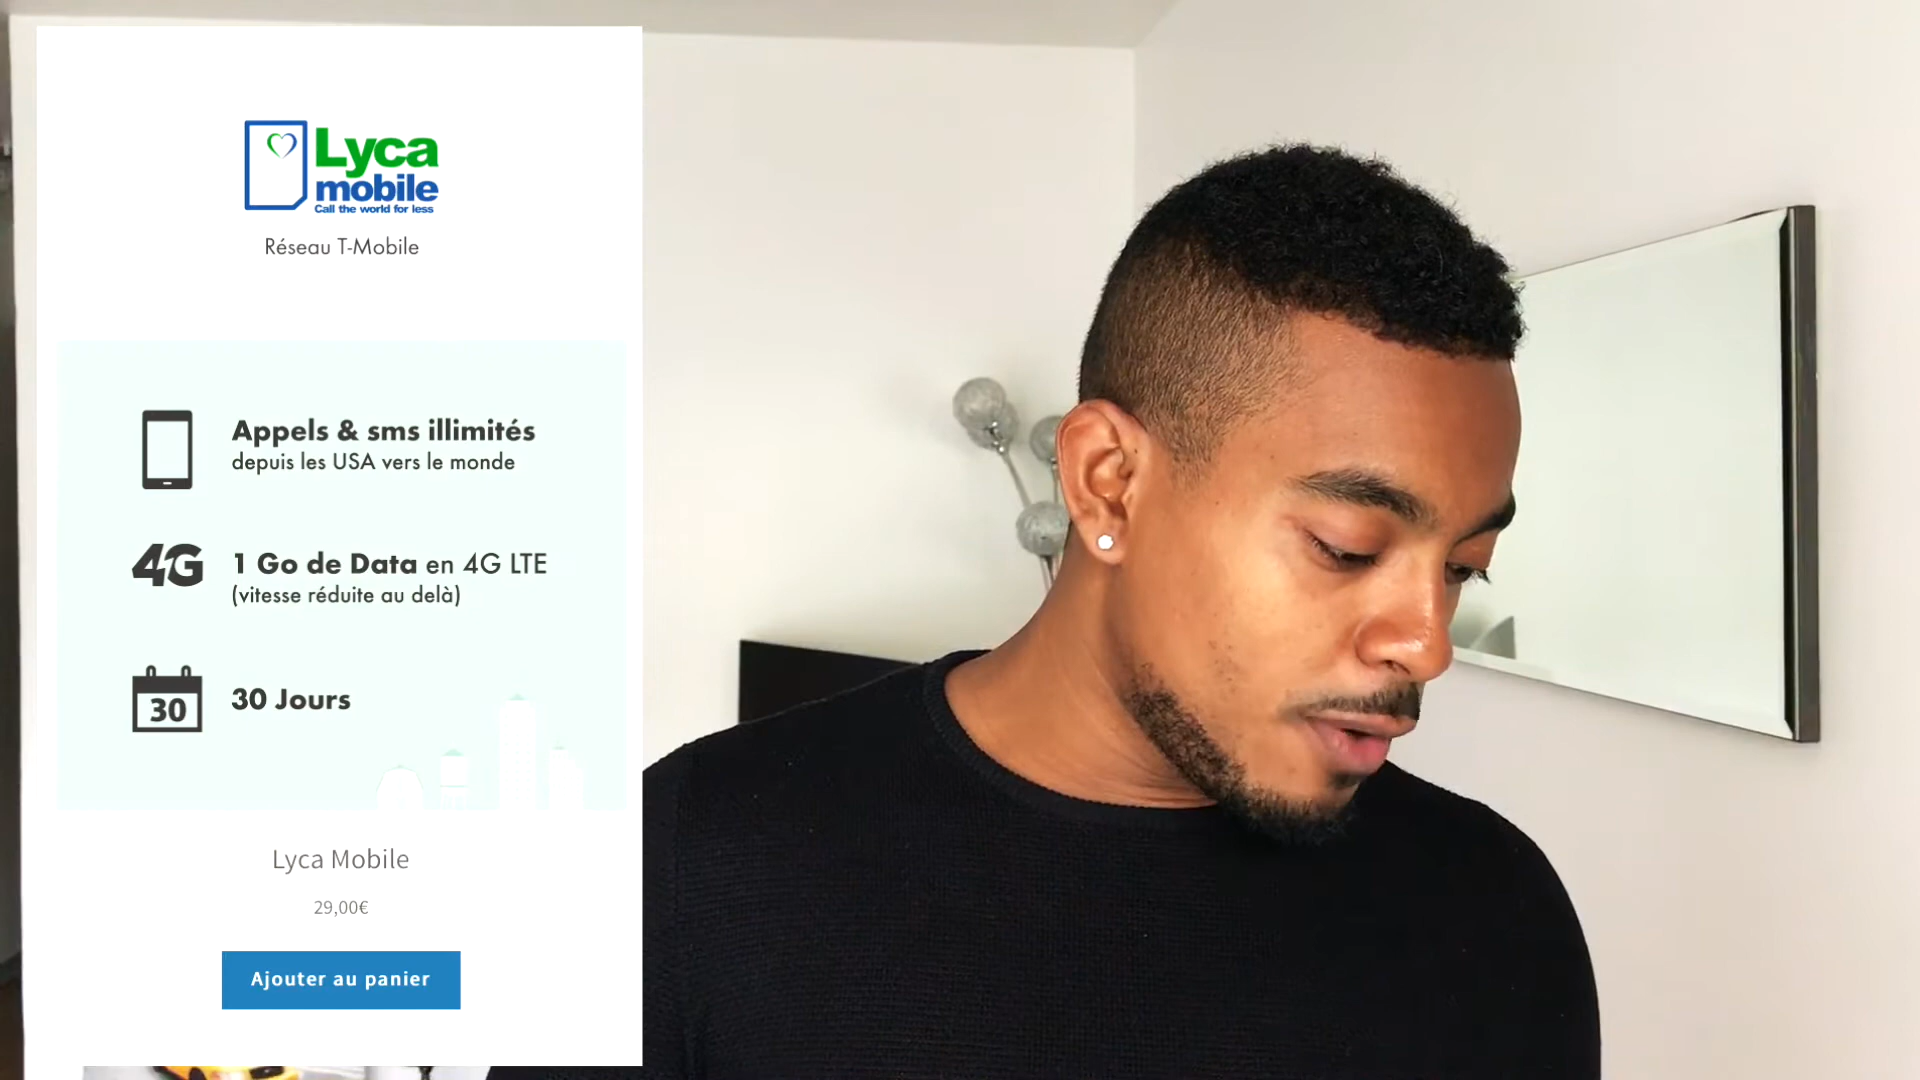 Lyca
mobile
Call the world for less
Réseau T-Mobile
Appels & sms illimités
depuis les USA vers le monde
4G
1 Go de Data en 4G LTE
(vitesse réduite au delà)
30
30 Jours
Lyca Mobile
29,00€
Ajouter au panier